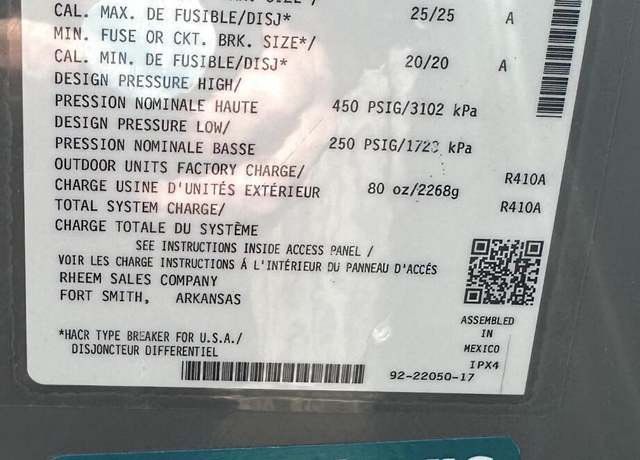 CAL. MAX. DE FUSIBLE/DISJ* 25/25 A
MIN. FUSE OR CKT. BRK. SIZE*/
CAL. MIN. DE FUSIBLE/DISJ* 20/20 A
DESIGN PRESSURE HIGH/
PRESSION NOMINALE HAUTE 450 PSIG/3102 kPa
DESIGN PRESSURE LOW/
PRESSION NOMINALE BASSE 250 PSIG/1723 kPa
OUTDOOR UNITS FACTORY CHARGE/
CHARGE USINE D'UNITÉS EXTÉRIEUR 80 oz/2268g R410A
TOTAL SYSTEM CHARGE/ R410A
CHARGE TOTALE DU SYSTÈME
SEE INSTRUCTIONS INSIDE ACCESS PANEL /
VOIR LES CHARGE INSTRUCTIONS Á L'INTÉRIEUR DU PANNEAU D'ACCÉS
RHEEM SALES COMPANY
FORT SMITH, ARKANSAS
ASSEMBLED
IN
MEXICO
IPX4
*HACR TYPE BREAKER FOR U.S.A./
DISJONCTEUR DIFFERENTIEL
92-22050-17